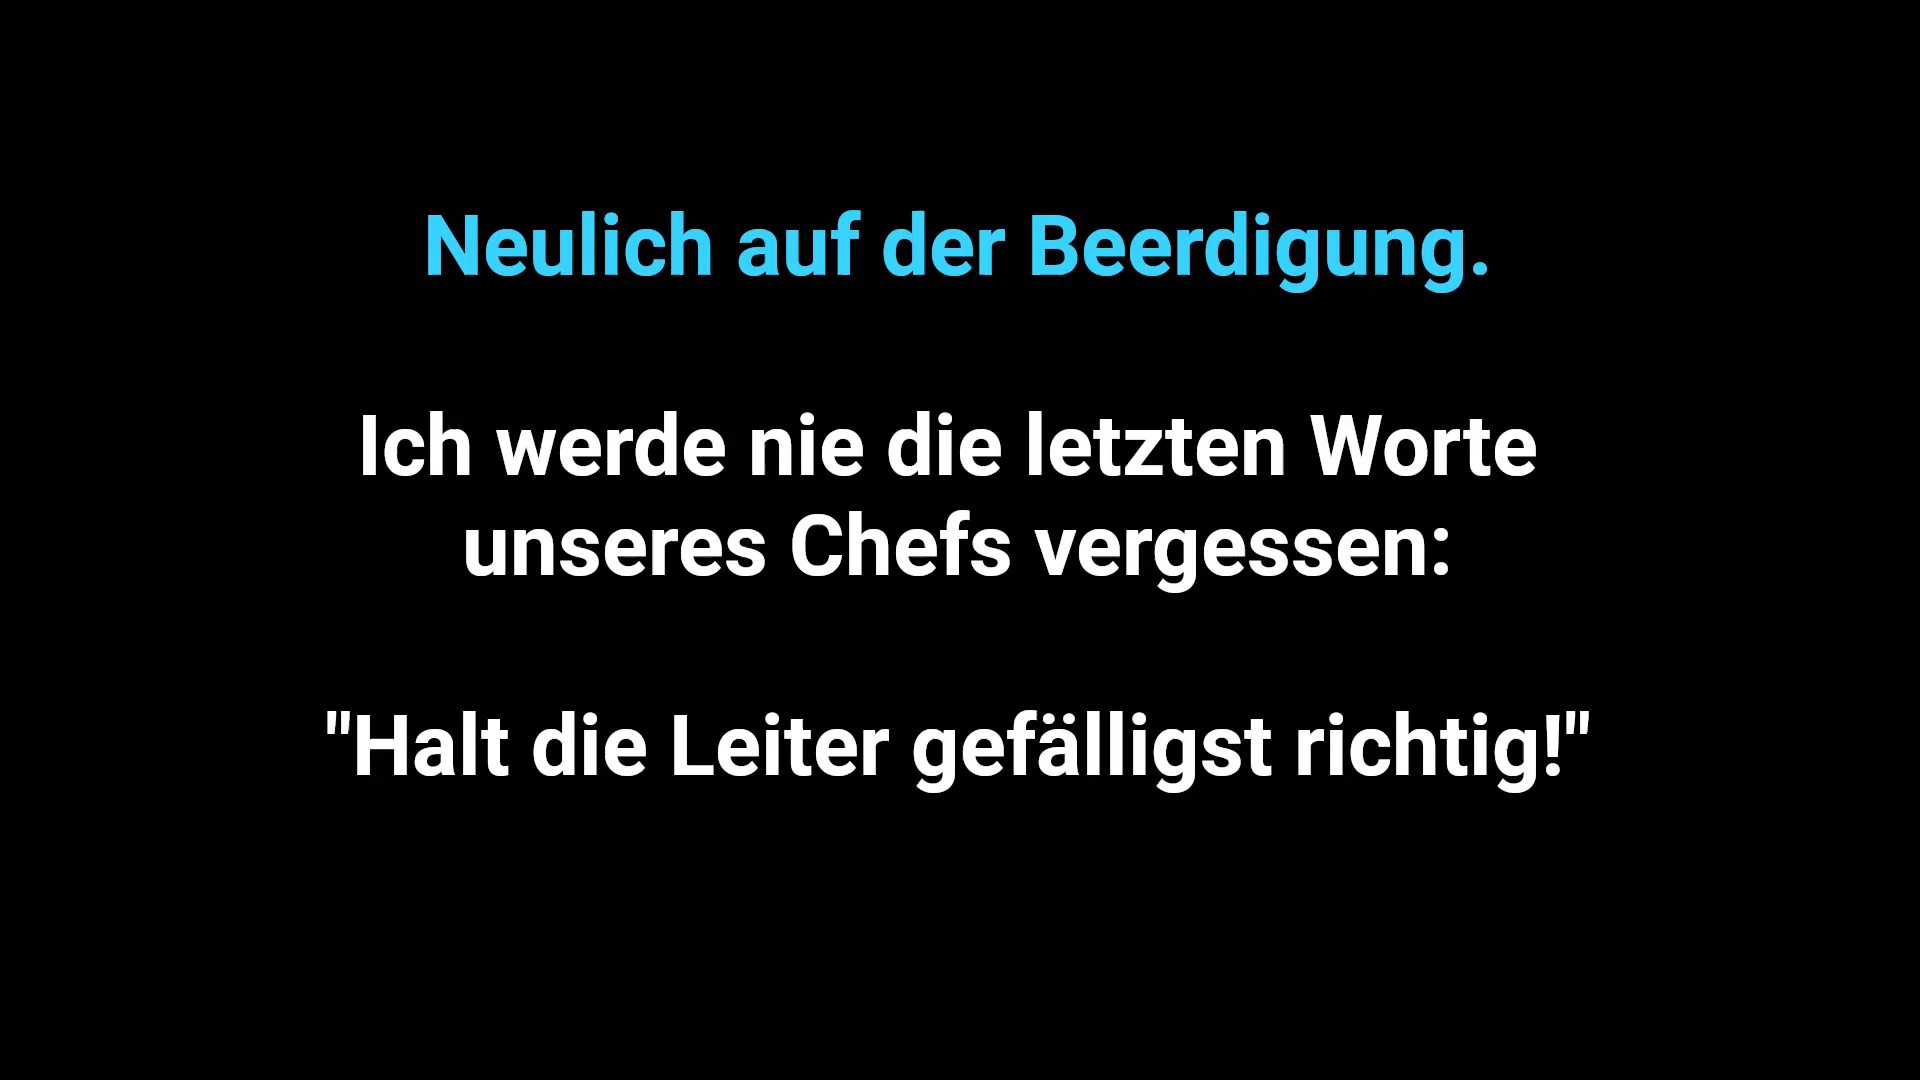 Neulich auf der Beerdigung.
Ich werde nie die letzten Worte
unseres Chefs vergessen:
"Halt die Leiter gefälligst richtig!"